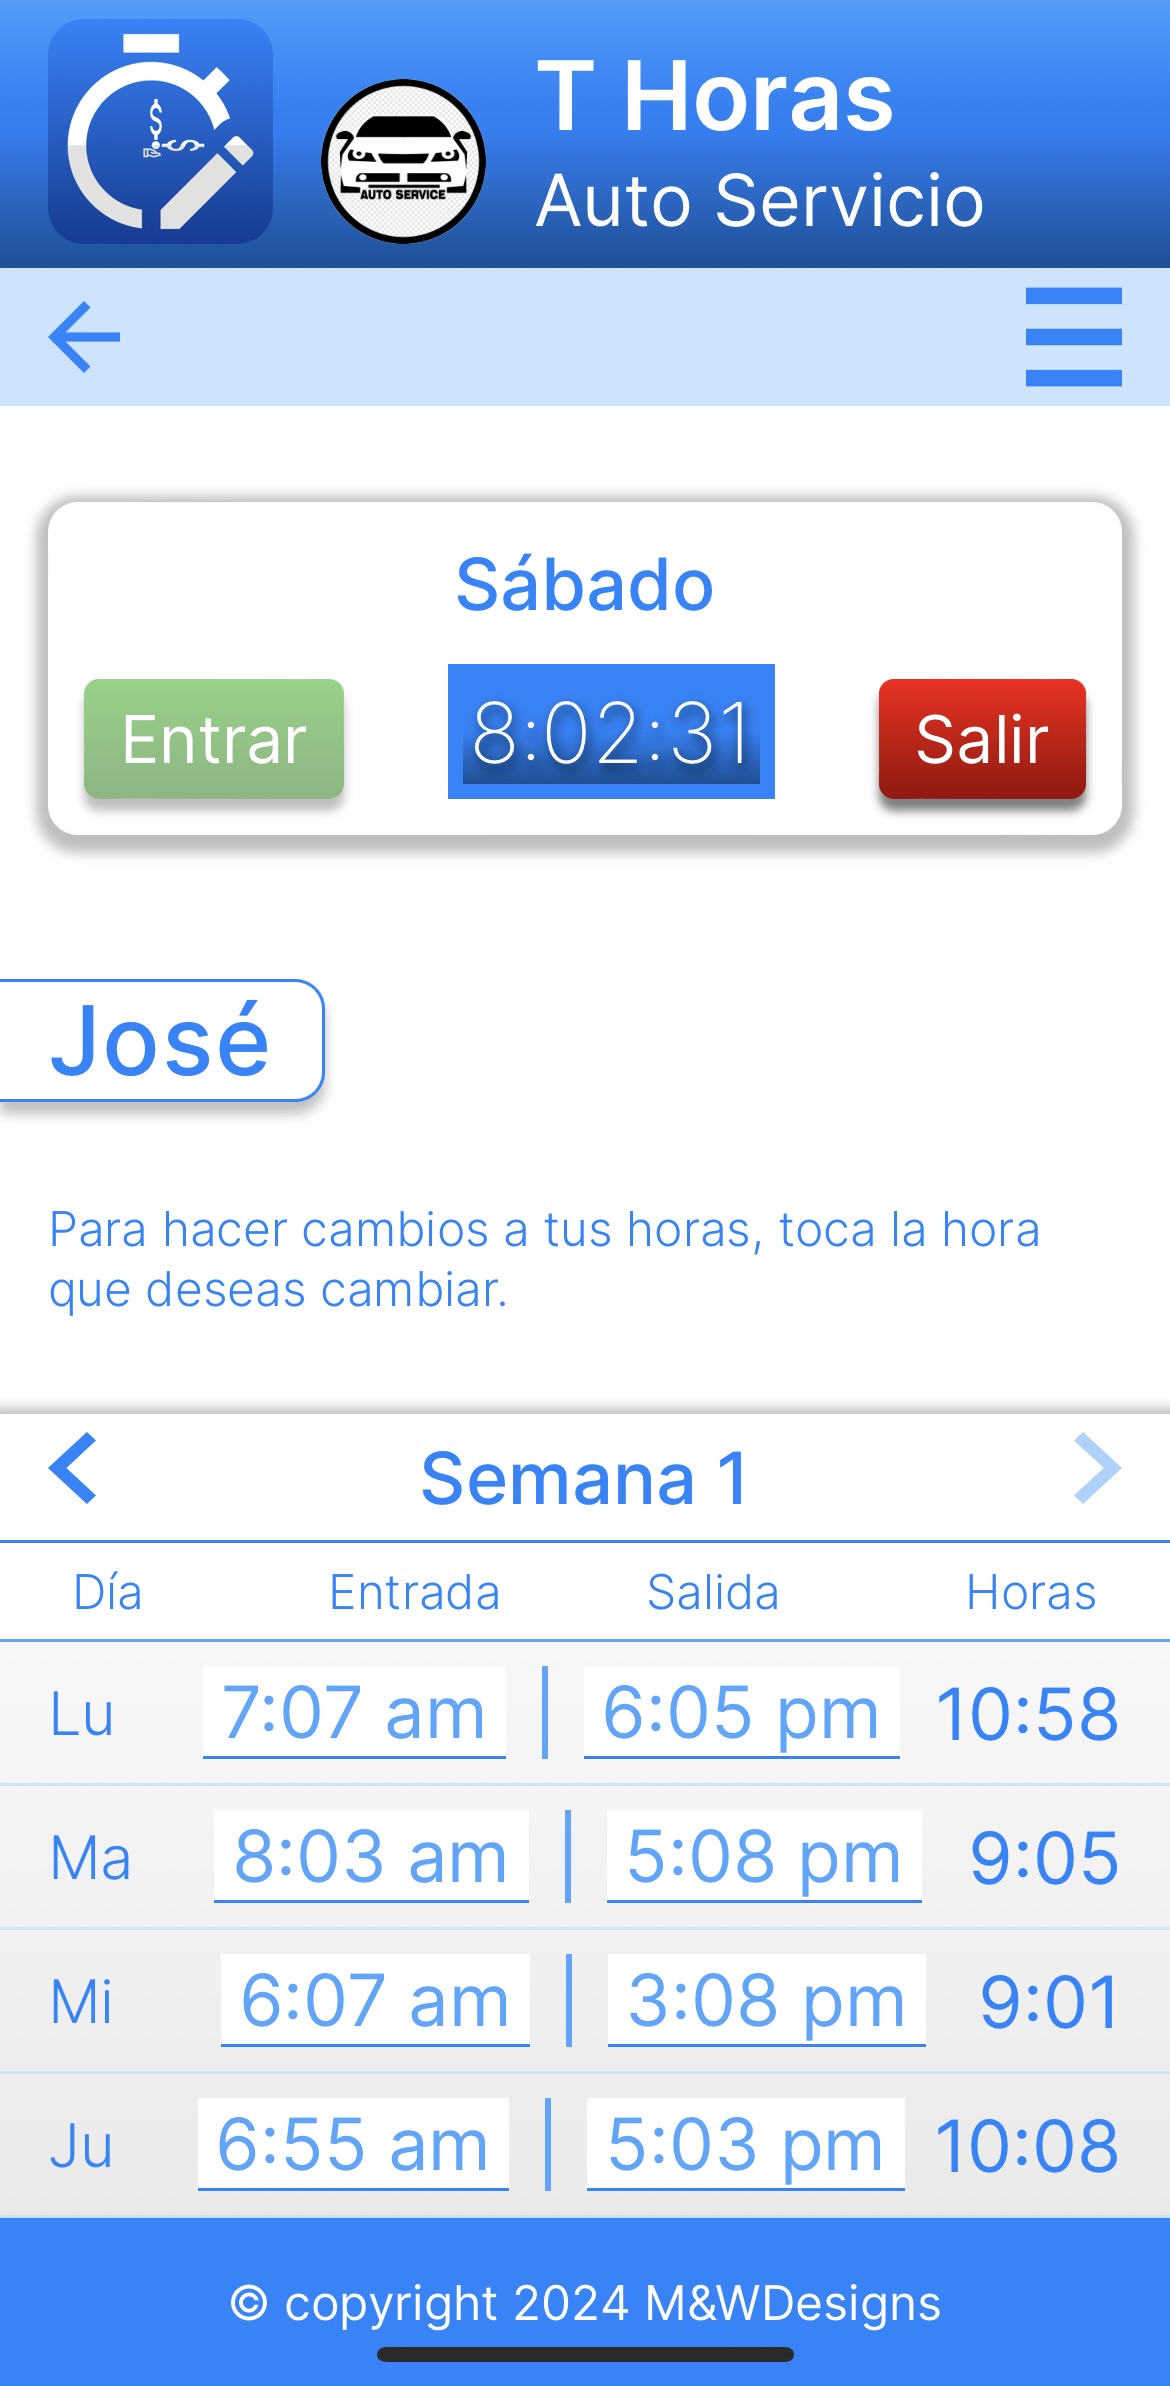 T Horas
Auto Servicio
AUTO SERVICE
Sábado
Entrar 8:02:31 Salir
José
Para hacer cambios a tus horas, toca la hora
que deseas cambiar.
Semana 1
Día Entrada Salida Horas
Lu 7:07 am 6:05 pm 10:58
Ma 8:03 am 5:08 pm 9:05
Mi 6:07 am 3:08 pm 9:01
Ju 6:55 am 5:03 pm 10:08
© copyright 2024 M&WDesigns